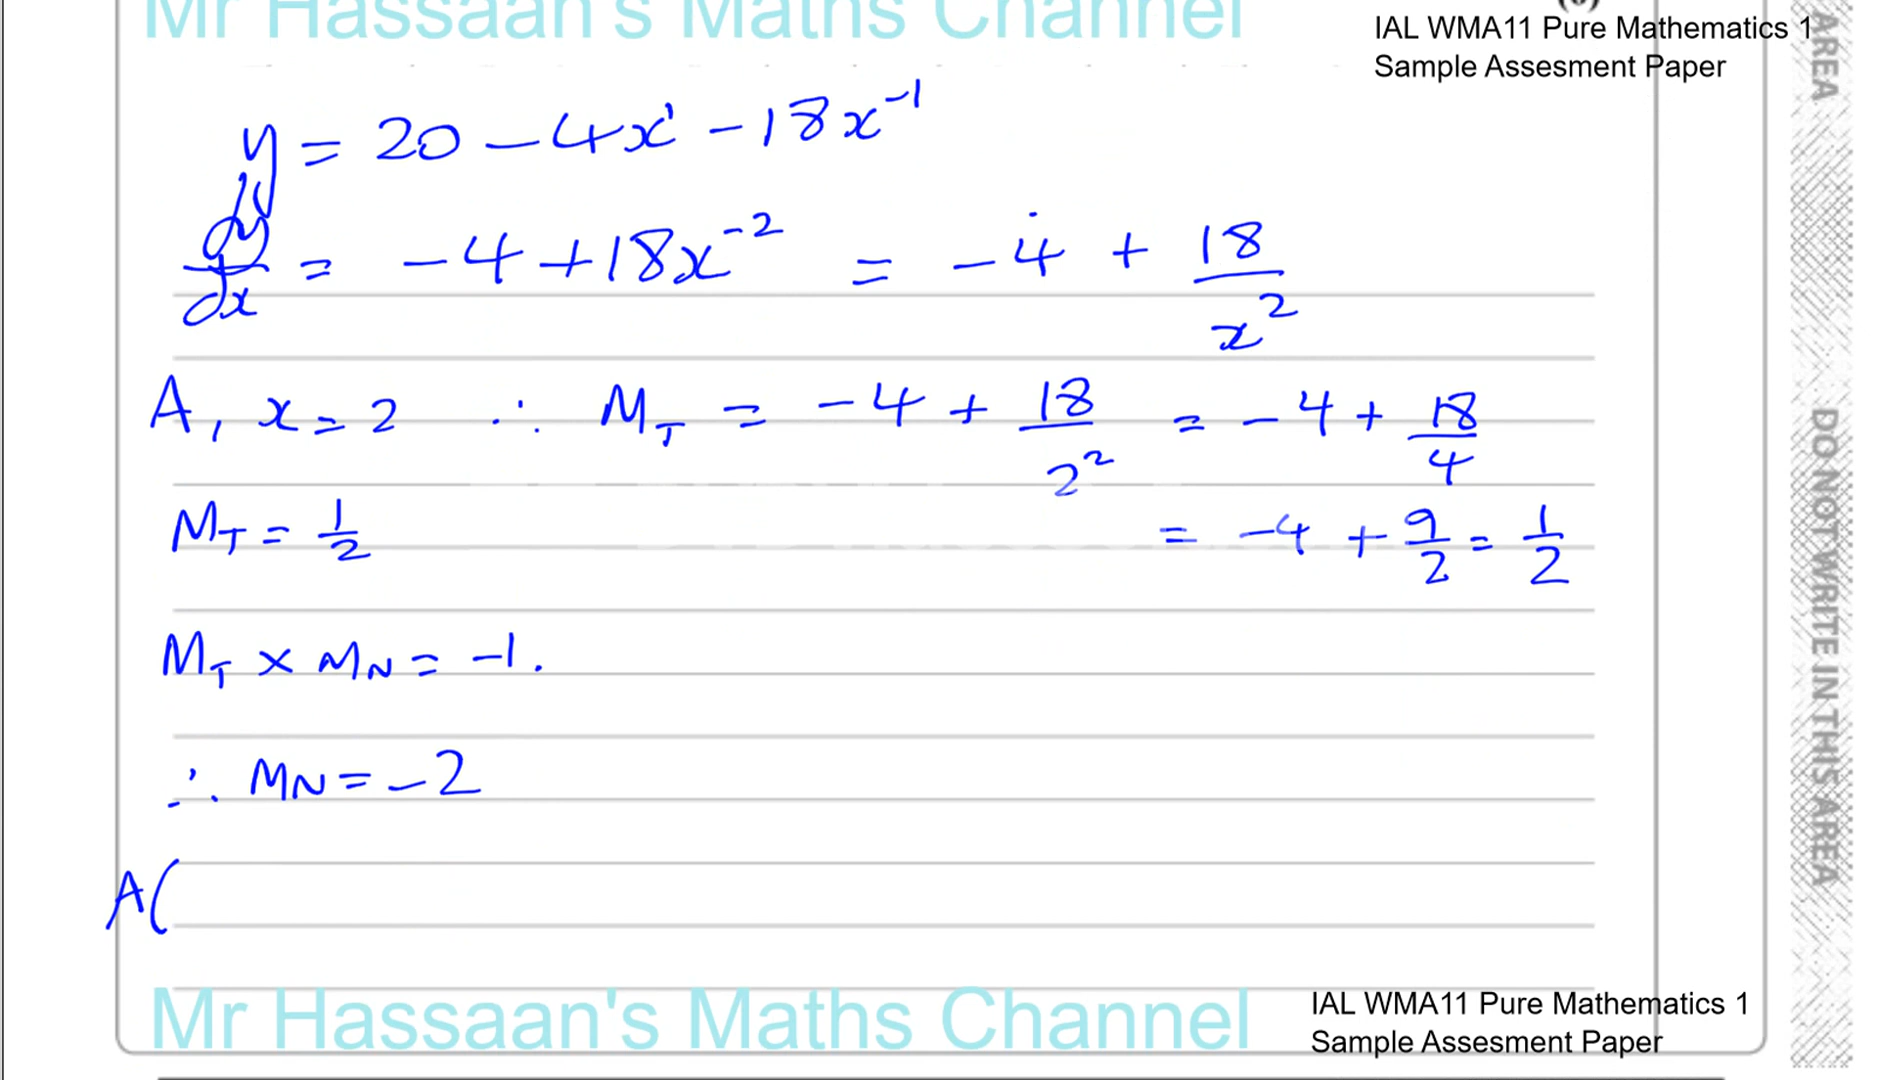 Mr Hassaan's Maths Channel
IAL WMA11 Pure Mathematics 1
Sample Assesment Paper
y = 20 - 4x¹ - 18x⁻¹
dy/dx = -4 + 18x⁻² = -4 + 18/x²
A, x = 2 ∴ M_T = -4 + 18/2² = -4 + 18/4
M_T = 1/2 = -4 + 9/2 = 1/2
M_T × M_N = -1.
∴ M_N = -2
A(
Mr Hassaan's Maths Channel
IAL WMA11 Pure Mathematics 1
Sample Assesment Paper
AREA
DO NOT WRITE IN THIS AREA